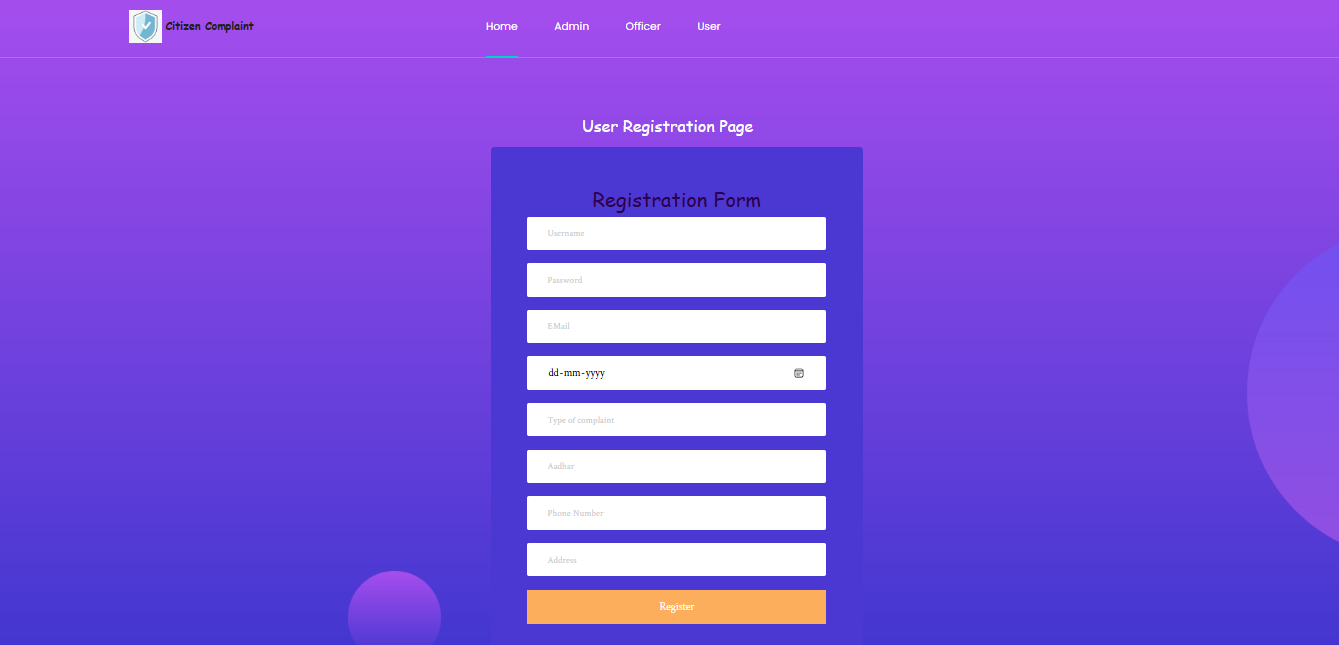 Citizen Complaint
Home Admin Officer User
User Registration Page
Registration Form
Username
Password
EMail
dd-mm-yyyy
Type of complaint
Aadhar
Phone Number
Address
Register